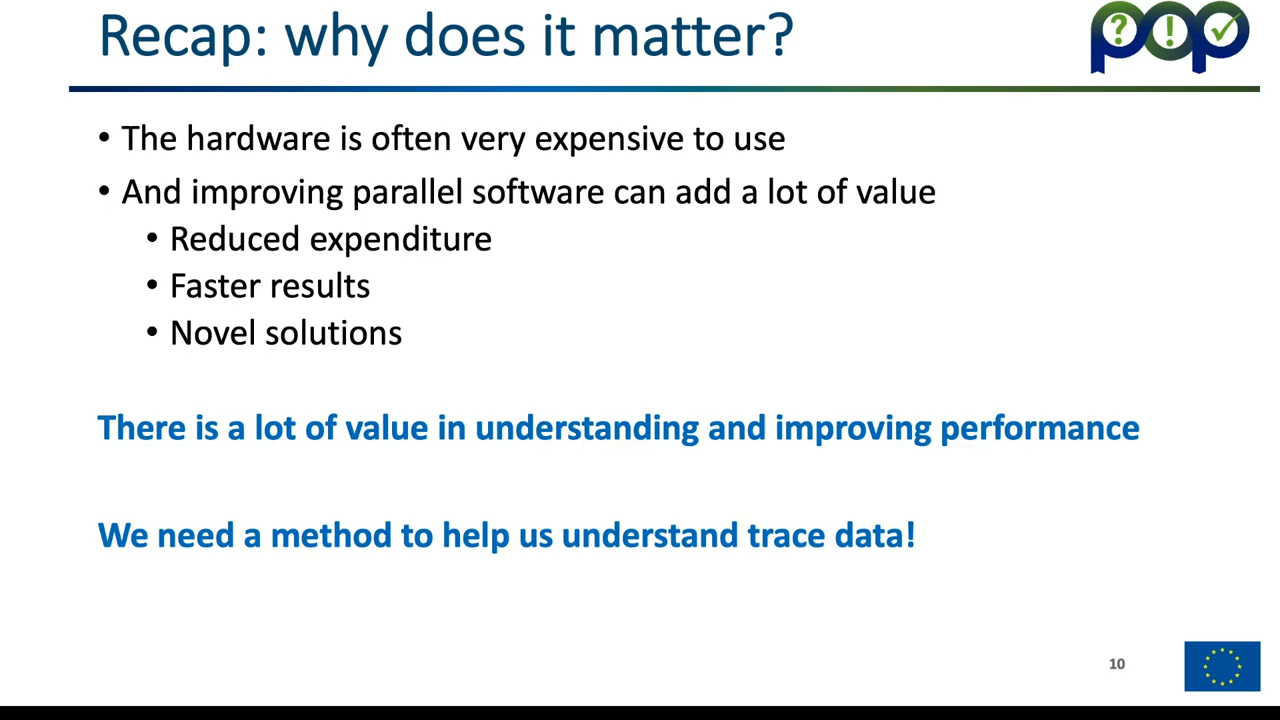 Recap: why does it matter?
pop
• The hardware is often very expensive to use
• And improving parallel software can add a lot of value
• Reduced expenditure
• Faster results
• Novel solutions
There is a lot of value in understanding and improving performance
We need a method to help us understand trace data!
10